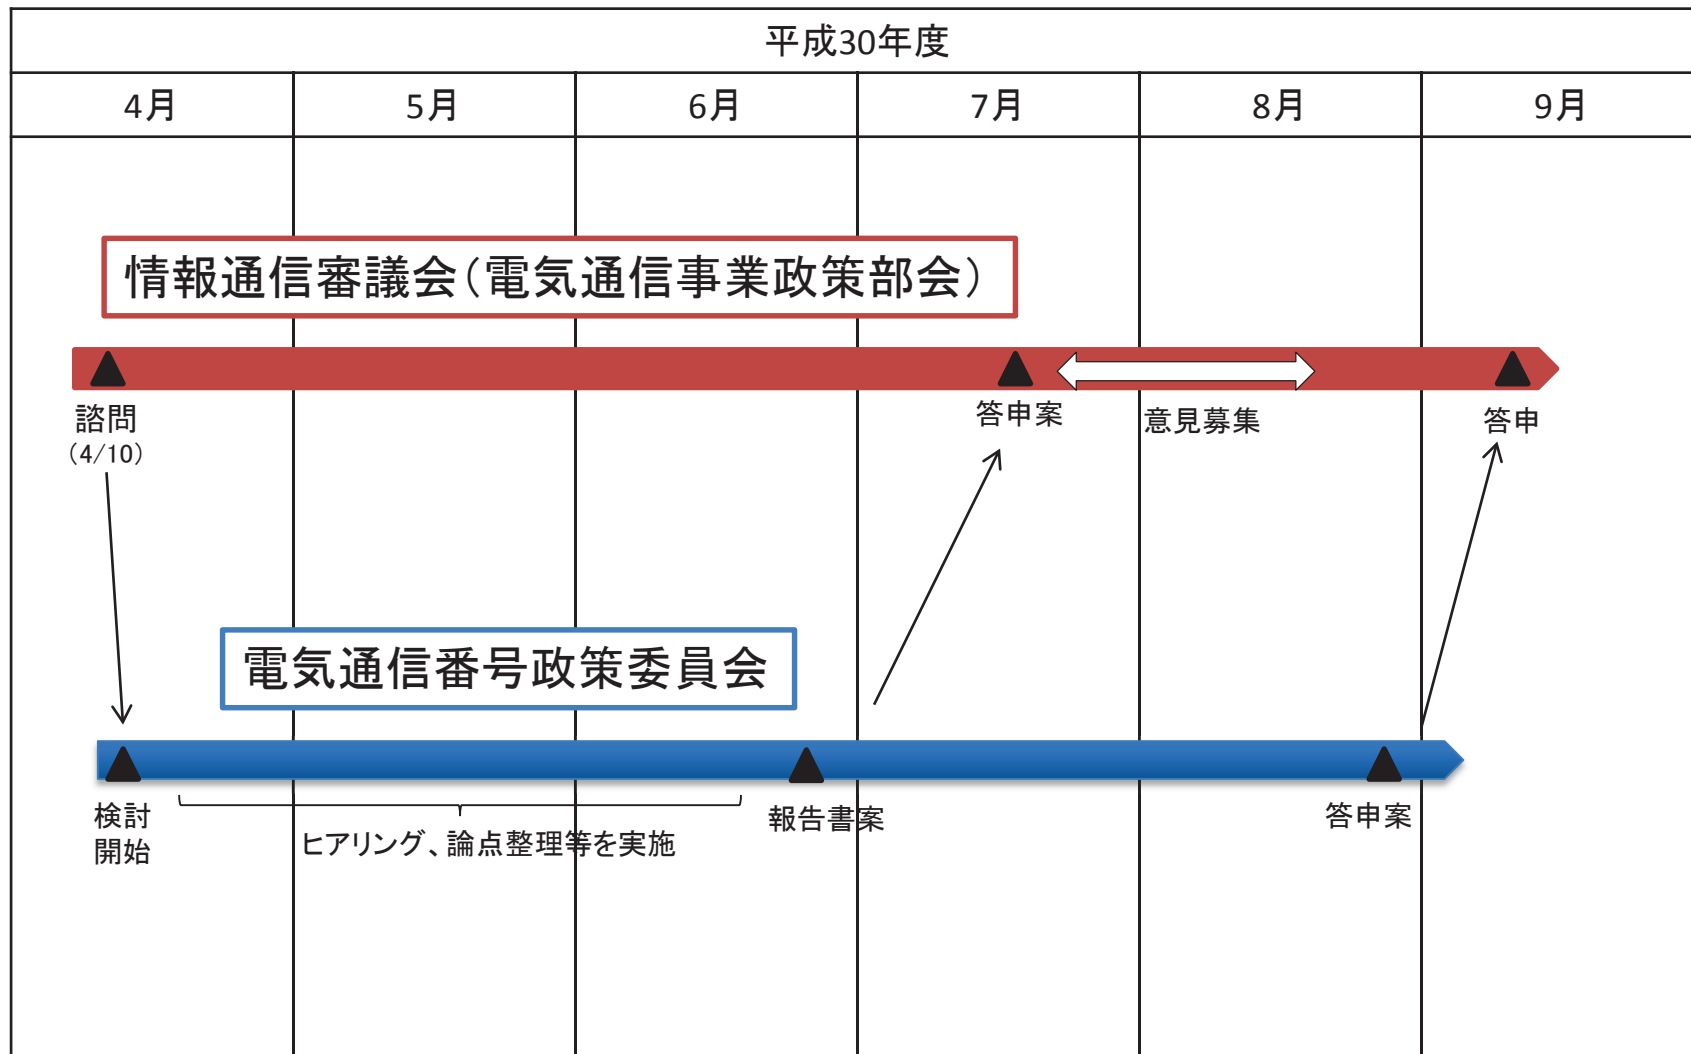 平成30年度
4月
5月
6月
7月
8月
9月
情報通信審議会（電気通信事業政策部会）
諮問
（4/10）
答申案
意見募集
答申
電気通信番号政策委員会
検討
開始
ヒアリング、論点整理等を実施
報告書案
答申案